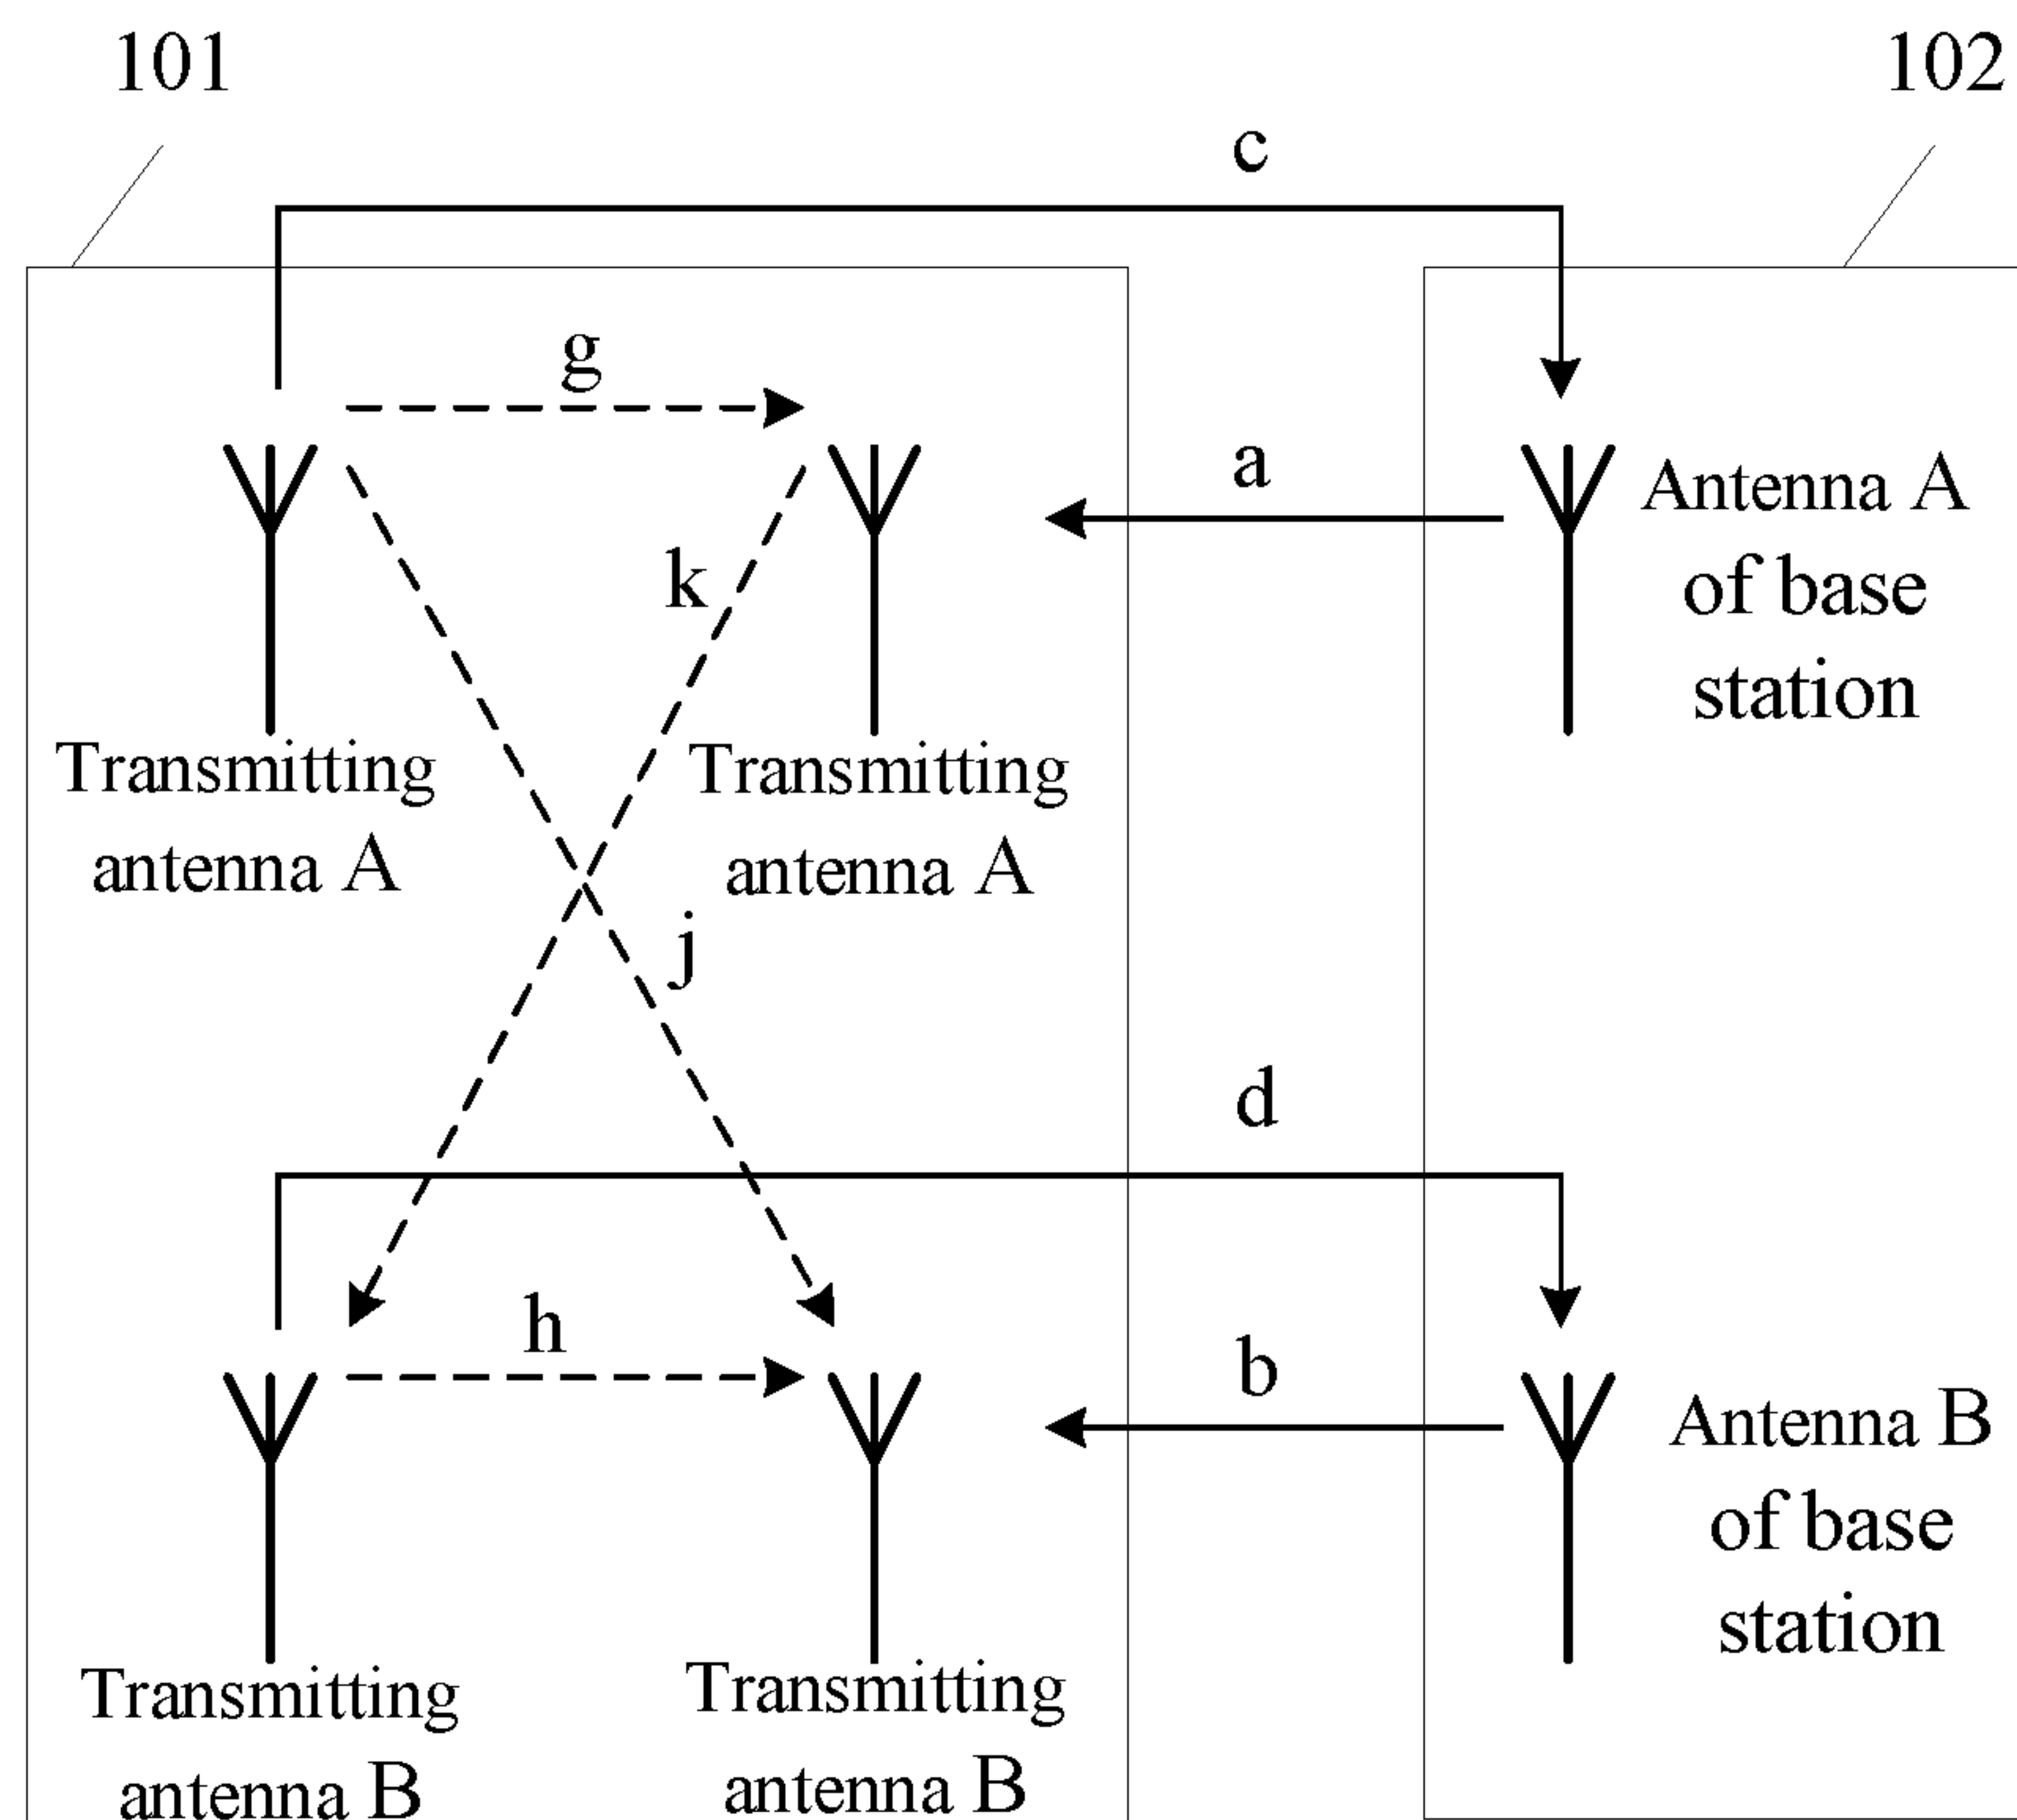 101
102
c
g
a
k
Antenna A
of base
station
Transmitting
antenna A
Transmitting
antenna A
j
d
h
b
Antenna B
of base
station
Transmitting
antenna B
Transmitting
antenna B